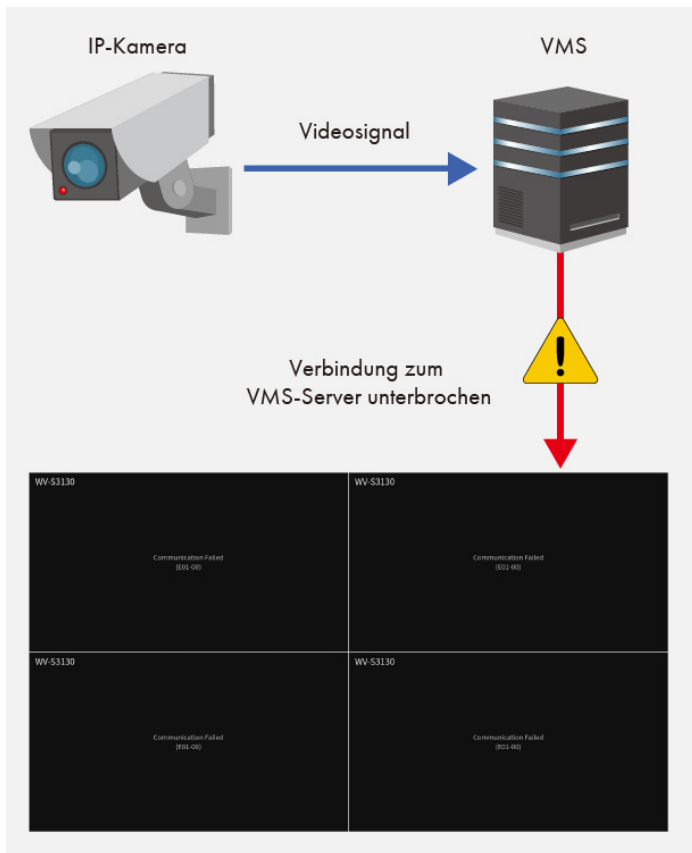 IP-Kamera
VMS
Videosignal
Verbindung zum
VMS-Server unterbrochen
WV-S3130
WV-S3130
Communication Failed
(E01-00)
Communication Failed
(E01-00)
WV-S3130
WV-S3130
Communication Failed
(E01-00)
Communication Failed
(E01-00)